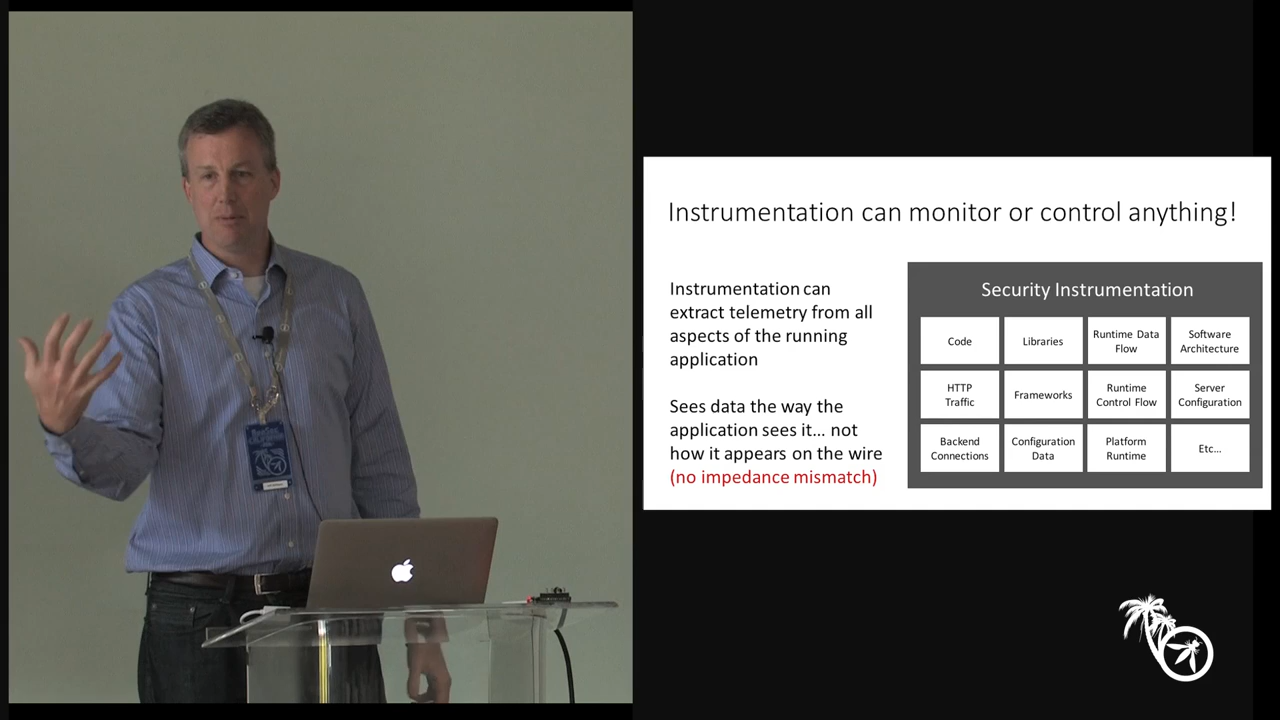 Instrumentation can monitor or control anything!
Instrumentation can
extract telemetry from all
aspects of the running
application
Sees data the way the
application sees it... not
how it appears on the wire
(no impedance mismatch)
Security Instrumentation
Code
Libraries
Runtime Data
Flow
Software
Architecture
HTTP
Traffic
Frameworks
Runtime
Control Flow
Server
Configuration
Backend
Connections
Configuration
Data
Platform
Runtime
Etc...